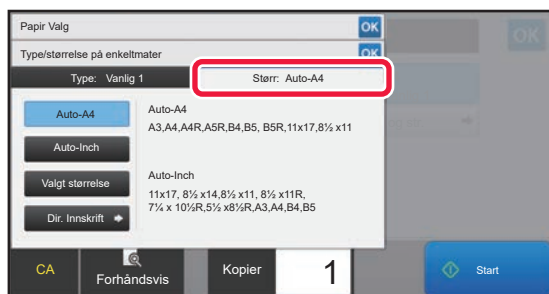 Papir Valg
OK
Type/størrelse på enkeltmater
OK
Type: Vanlig 1
Størr: Auto-A4
Auto-A4
Auto-Inch
Valgt størrelse
Dir. Innskrift
Auto-A4
A3,A4,A4R,A5R,B4,B5, B5R,11x17,8½ x11
Auto-Inch
11x17, 8½ x14,8½ x11, 8½ x11R,
7¼ x 10½R,5½ x8½R,A3,A4,B4,B5
OK
CA
Forhåndsvis
Kopier
1
Start